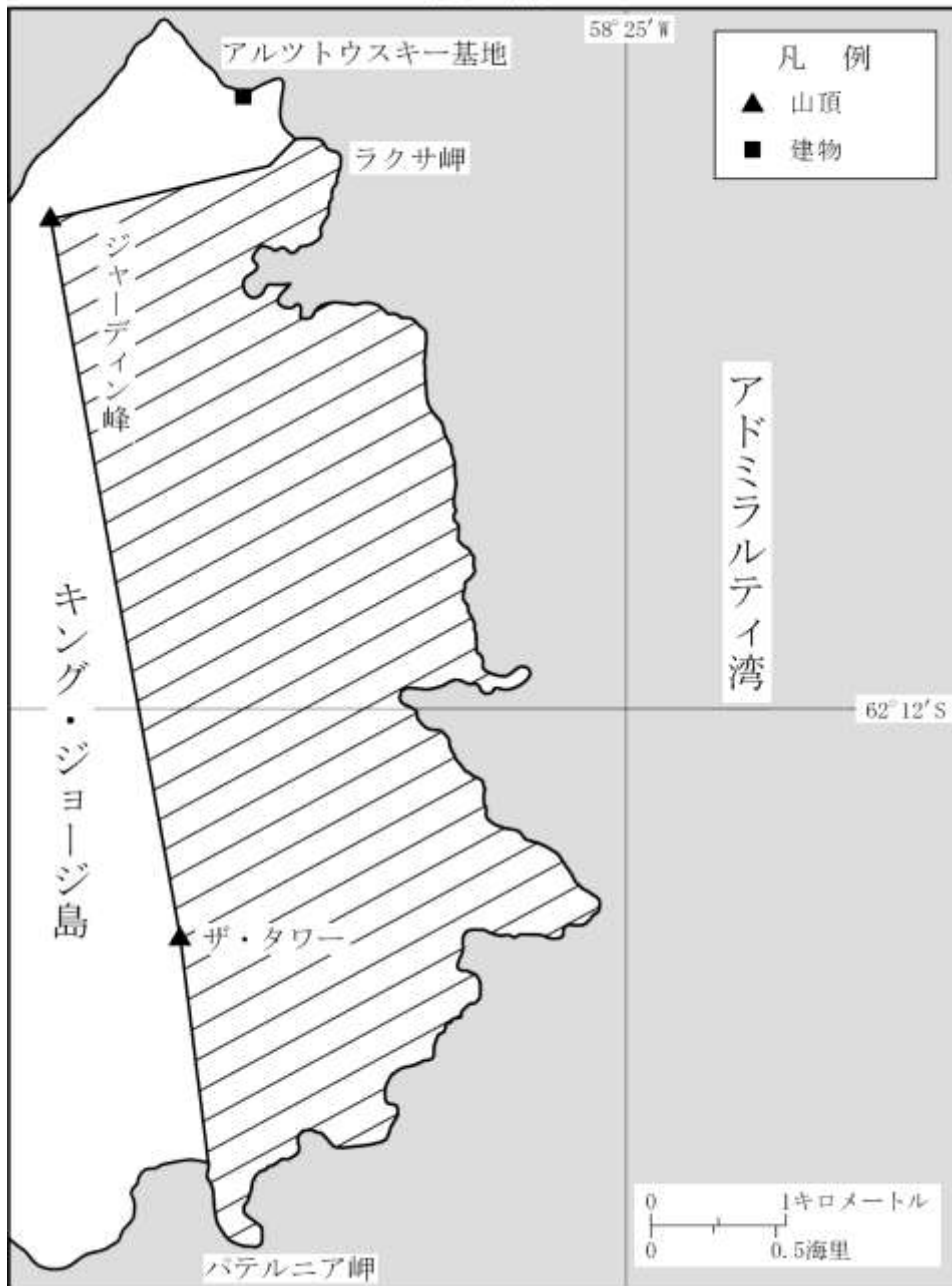 58°25′W
アルツトウスキー基地
凡 例
▲ 山頂
■ 建物
ラクサ岬
ジャーディン峰
アドミラルティ湾
キング・ジョージ島
62°12′S
ザ・タワー
0 1キロメートル
0 0.5海里
パテルニア岬